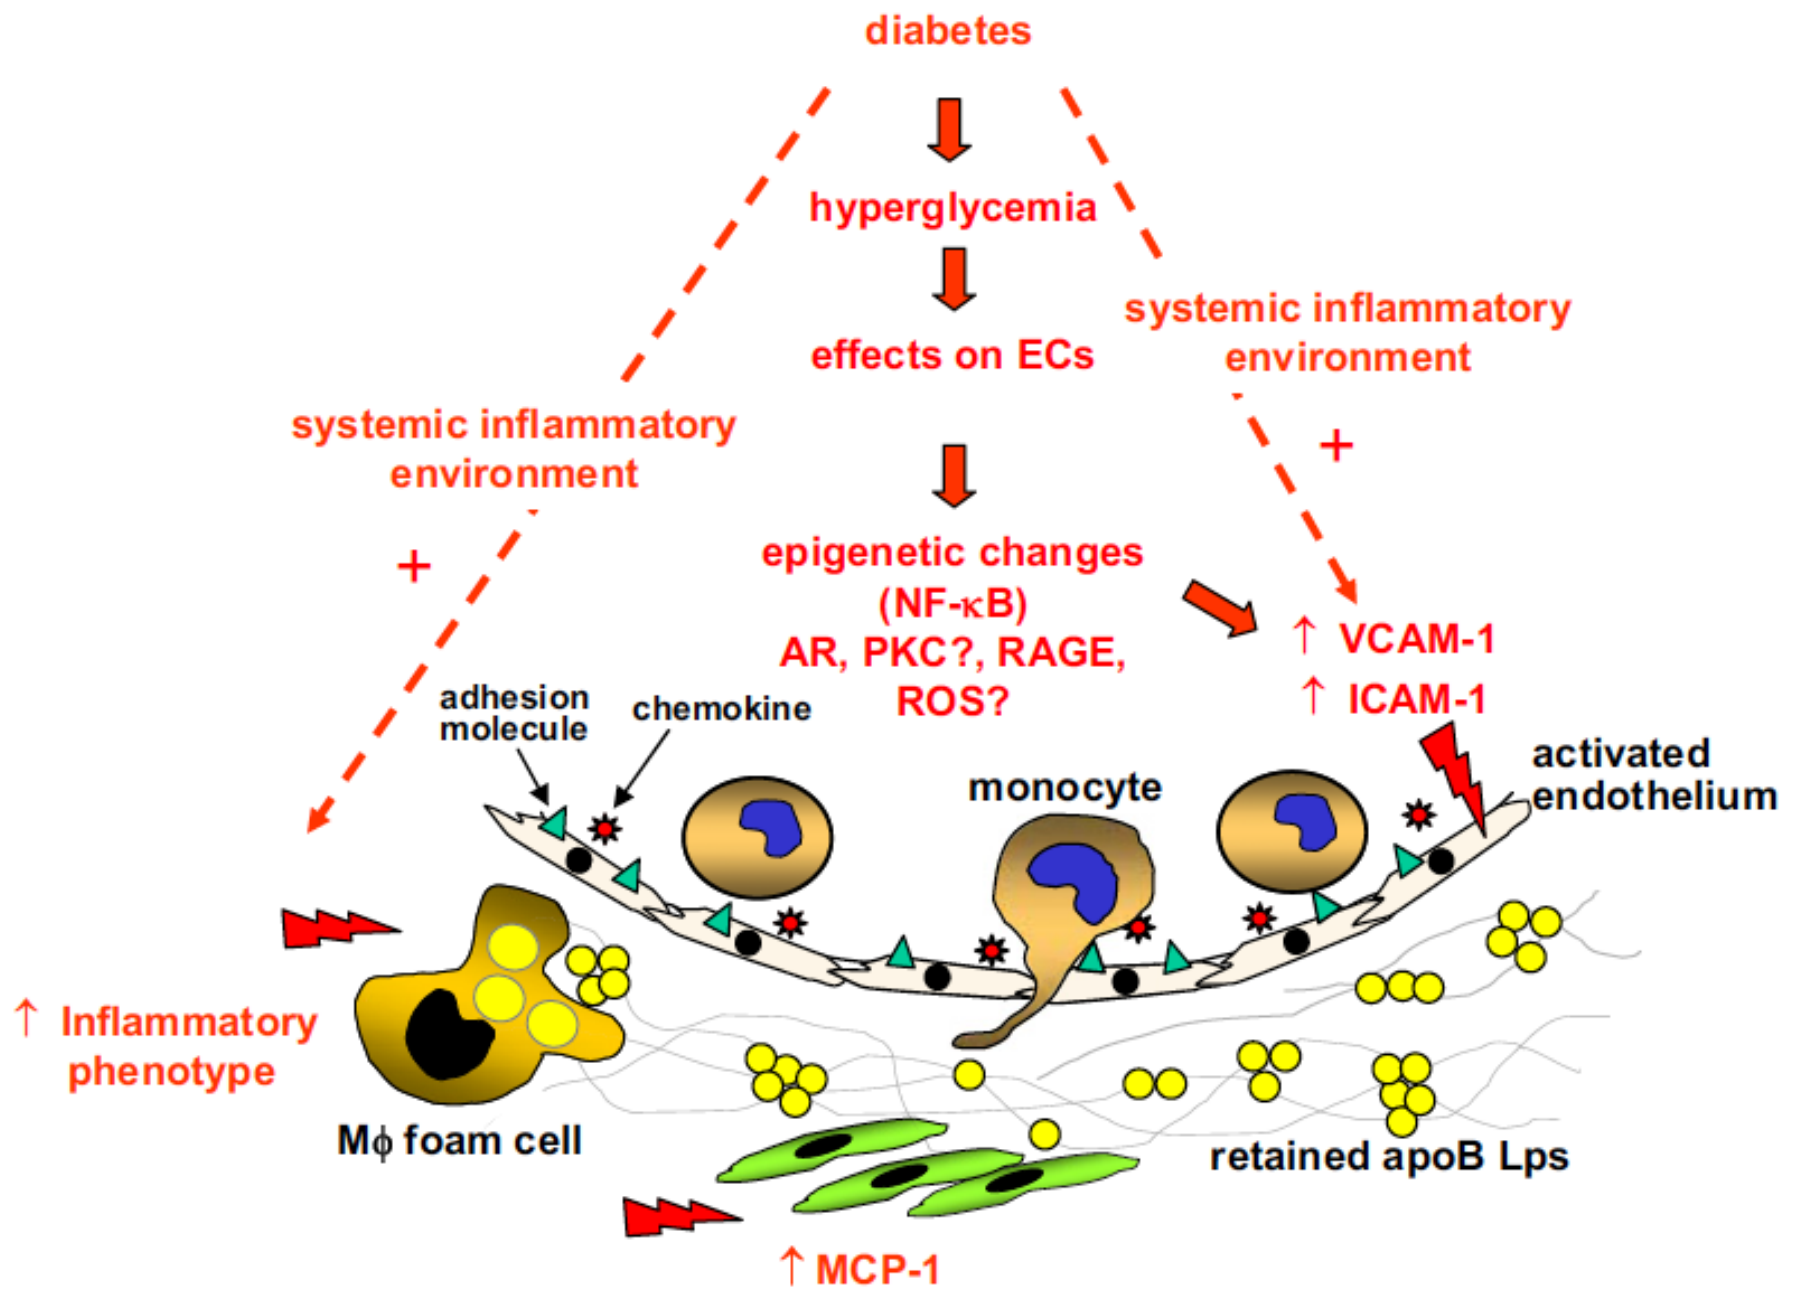 diabetes
hyperglycemia
effects on ECs
systemic inflammatory
environment
+
systemic inflammatory
environment
+
epigenetic changes
(NF-κB)
AR, PKC?, RAGE,
ROS?
↑ VCAM-1
↑ ICAM-1
adhesion
molecule
chemokine
monocyte
activated
endothelium
↑ Inflammatory
phenotype
Mϕ foam cell
retained apoB Lps
↑ MCP-1